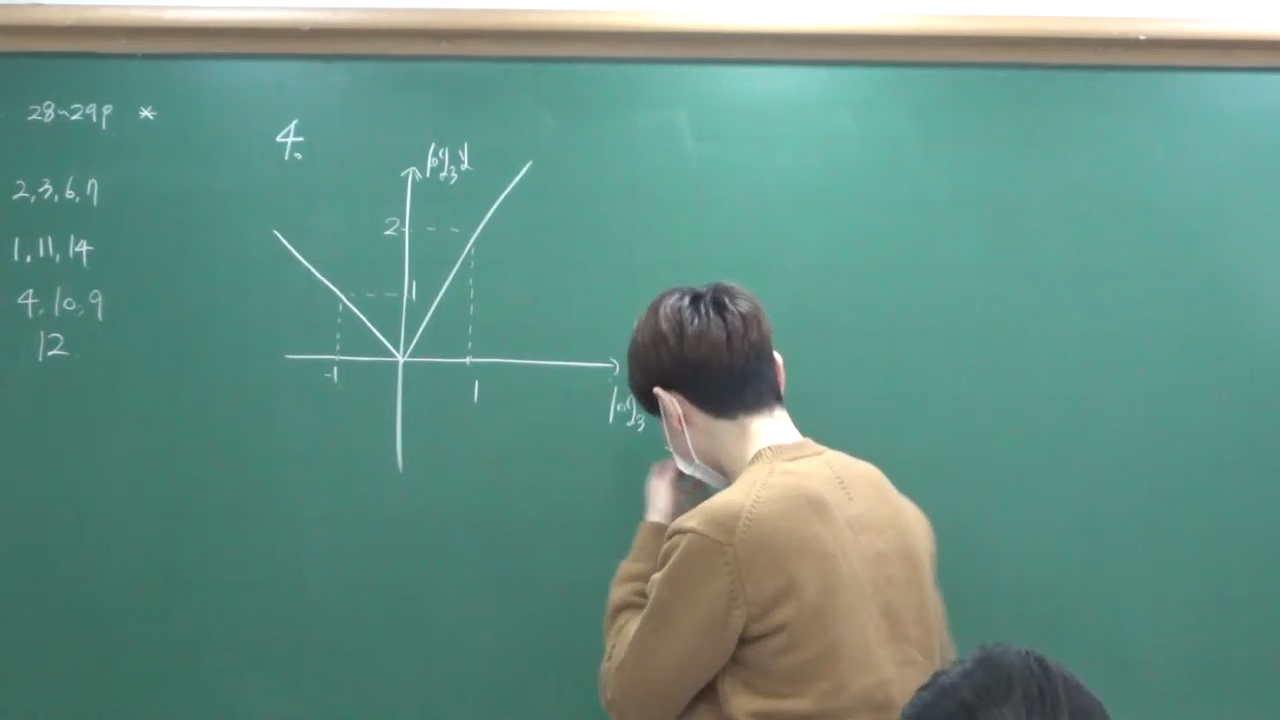 28~29p *
2, 3, 6, 7
1, 11, 14
4, 10, 9
12
4.
log₃y
2
1
-1
1
log₃